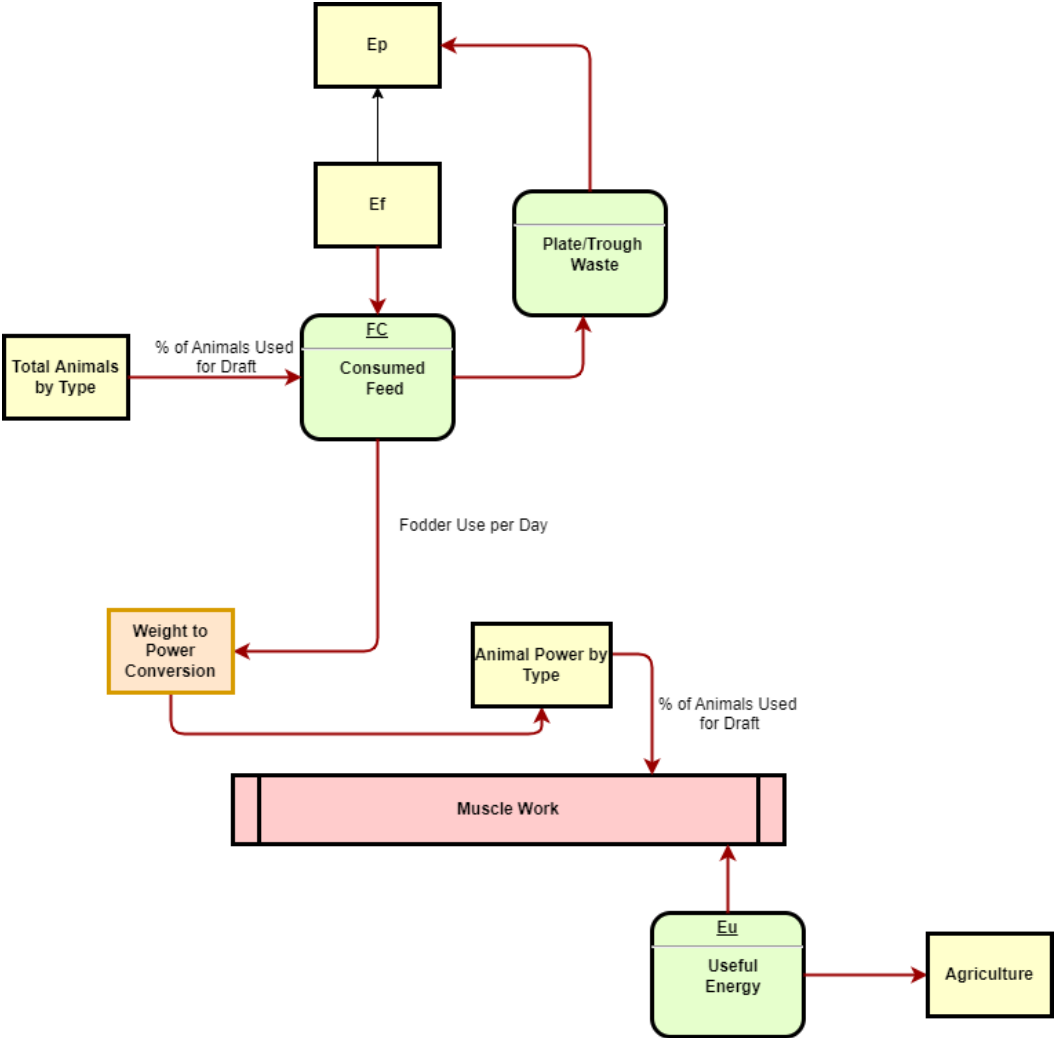 Ep
Ef
Plate/Trough
Waste
FC
Consumed
Feed
% of Animals Used
for Draft
Total Animals
by Type
Fodder Use per Day
Weight to
Power
Conversion
Animal Power by
Type
% of Animals Used
for Draft
Muscle Work
Eu
Useful
Energy
Agriculture